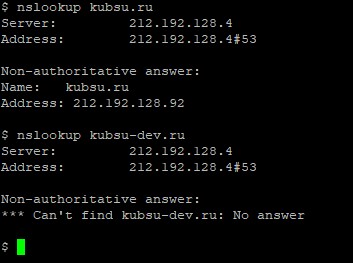 $ nslookup kubsu.ru
Server: 212.192.128.4
Address: 212.192.128.4#53
Non-authoritative answer:
Name: kubsu.ru
Address: 212.192.128.92
$ nslookup kubsu-dev.ru
Server: 212.192.128.4
Address: 212.192.128.4#53
Non-authoritative answer:
*** Can't find kubsu-dev.ru: No answer
$